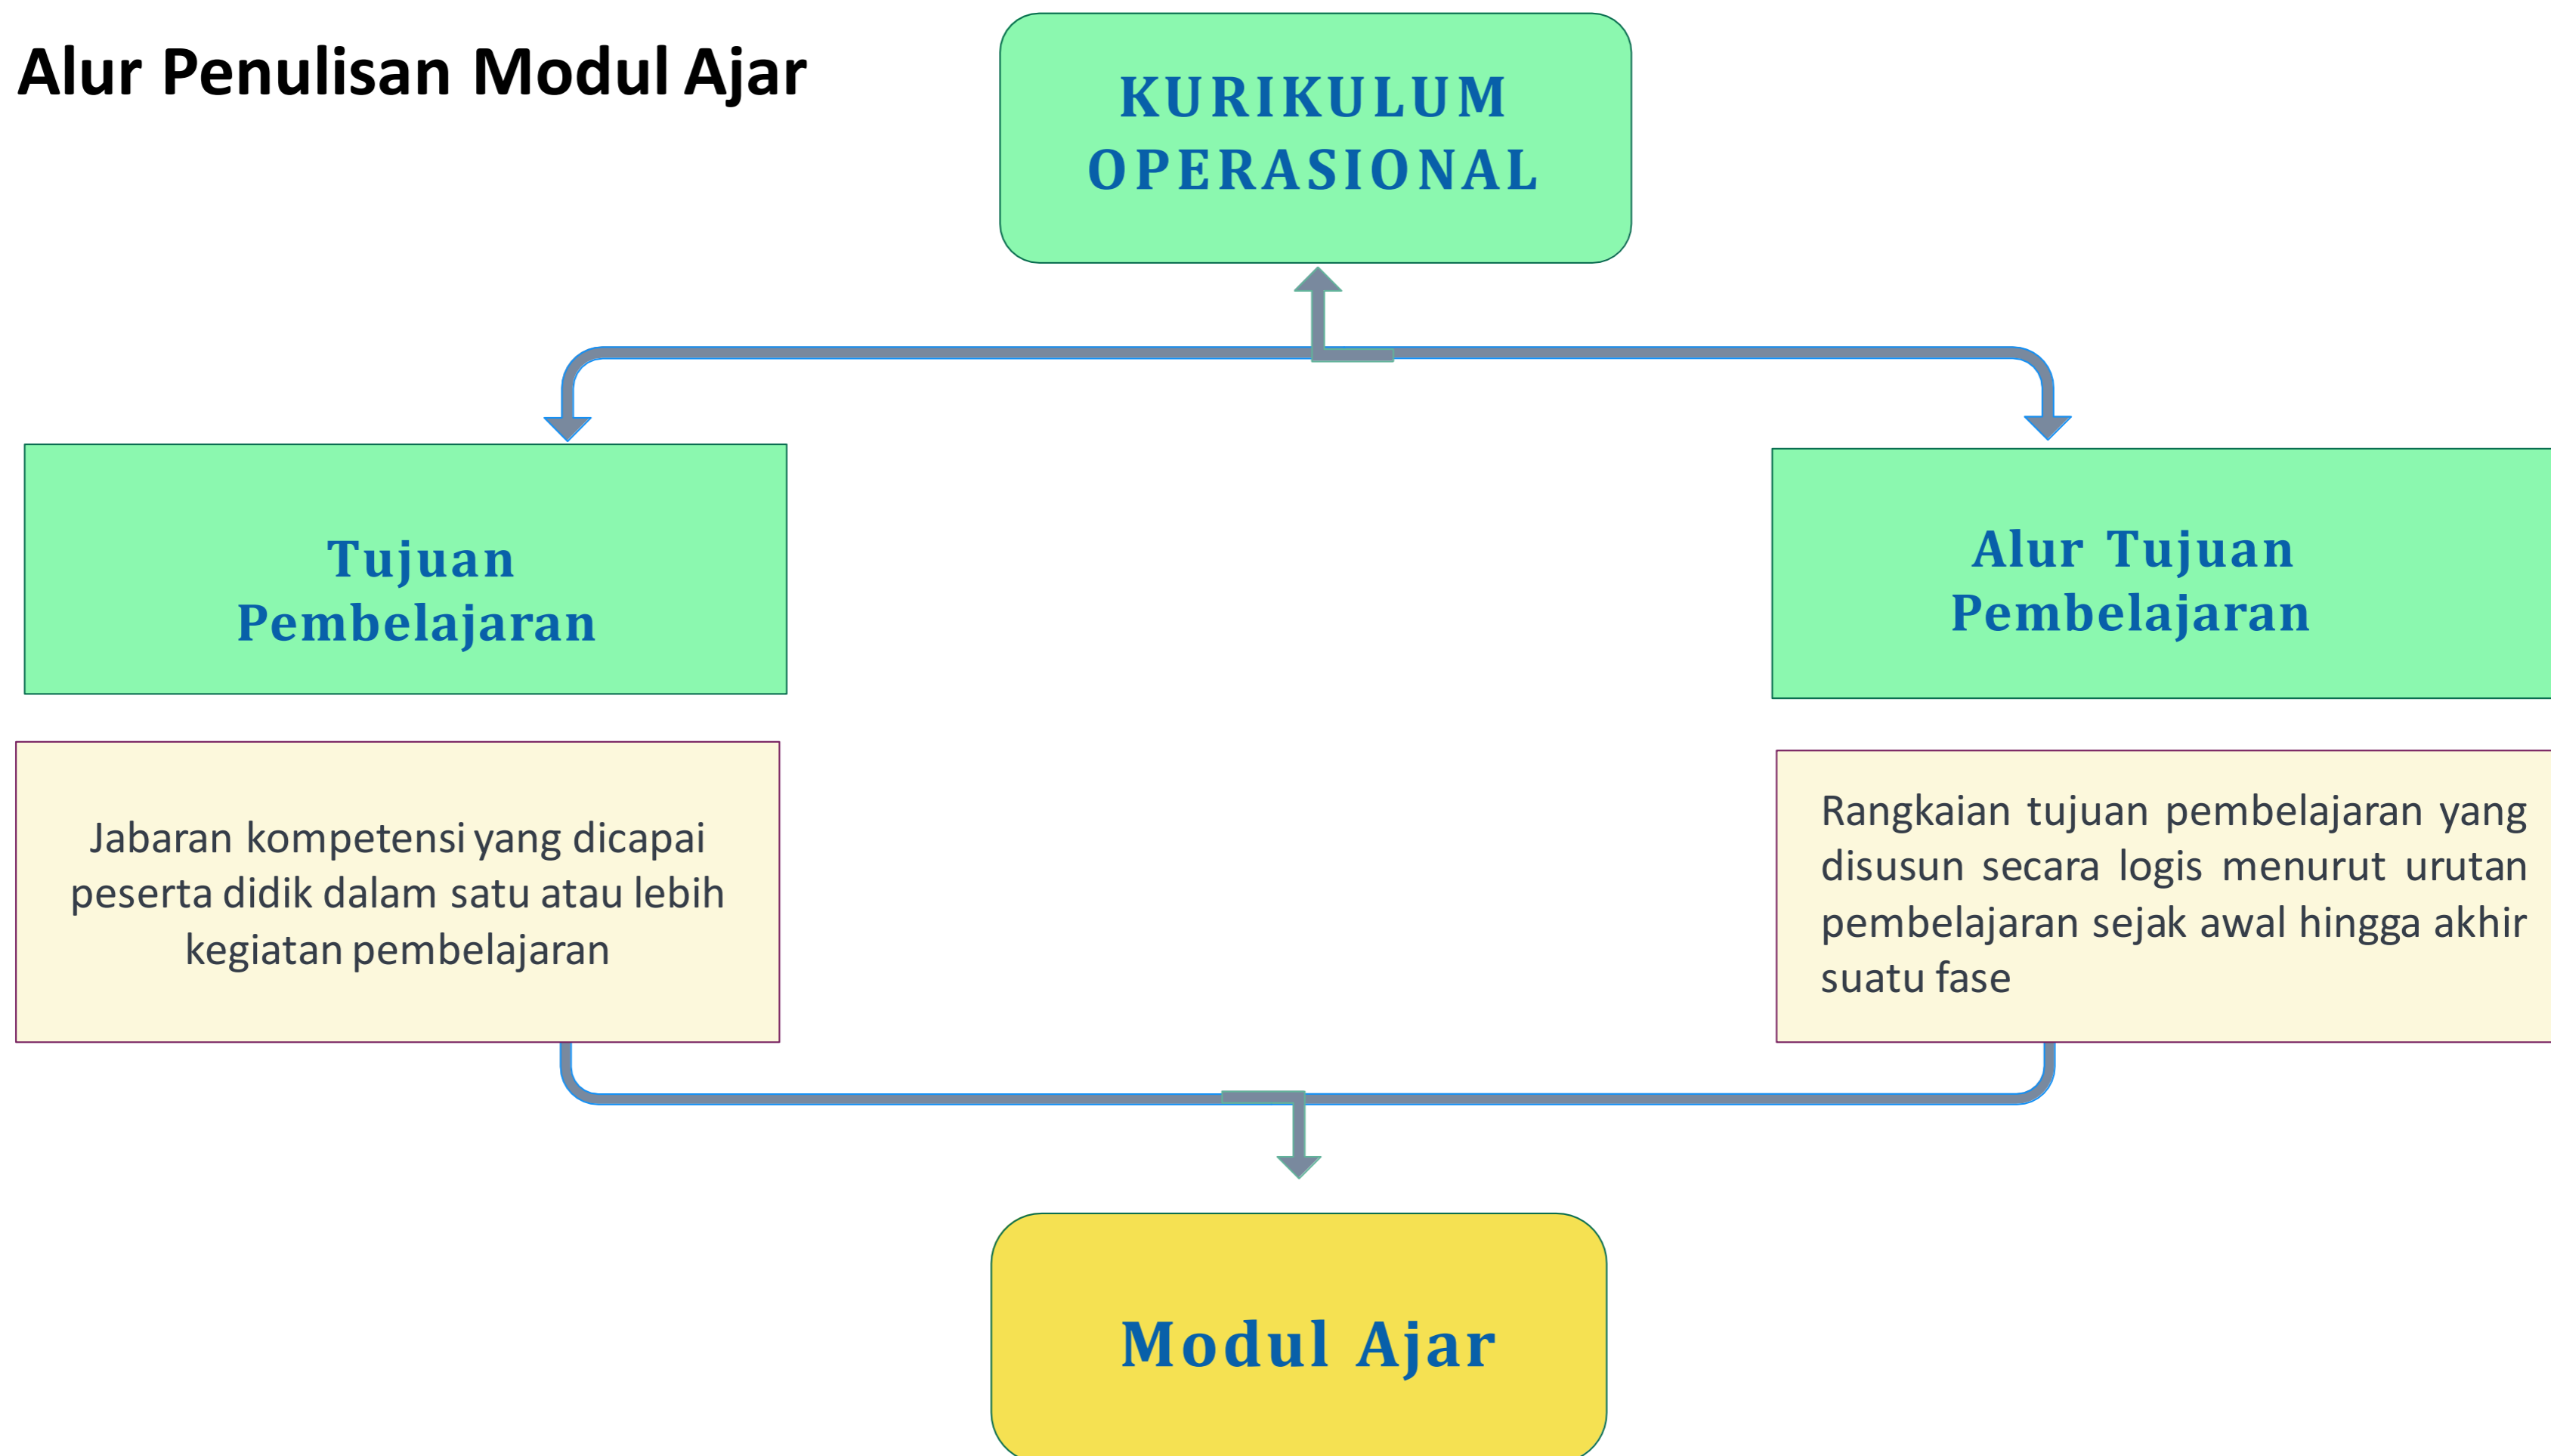 Alur Penulisan Modul Ajar
KURIKULUM
OPERASIONAL
Tujuan
Pembelajaran
Alur Tujuan
Pembelajaran
Jabaran kompetensi yang dicapai
peserta didik dalam satu atau lebih
kegiatan pembelajaran
Rangkaian tujuan pembelajaran yang
disusun secara logis menurut urutan
pembelajaran sejak awal hingga akhir
suatu fase
Modul Ajar